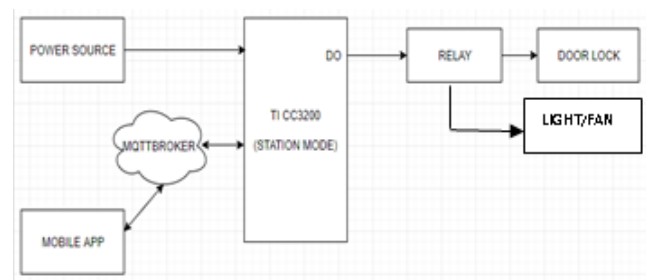 POWER SOURCE
DO
RELAY
DOOR LOCK
LIGHT/FAN
TI CC3200
(STATION MODE)
MQTTBROKER
MOBILE APP